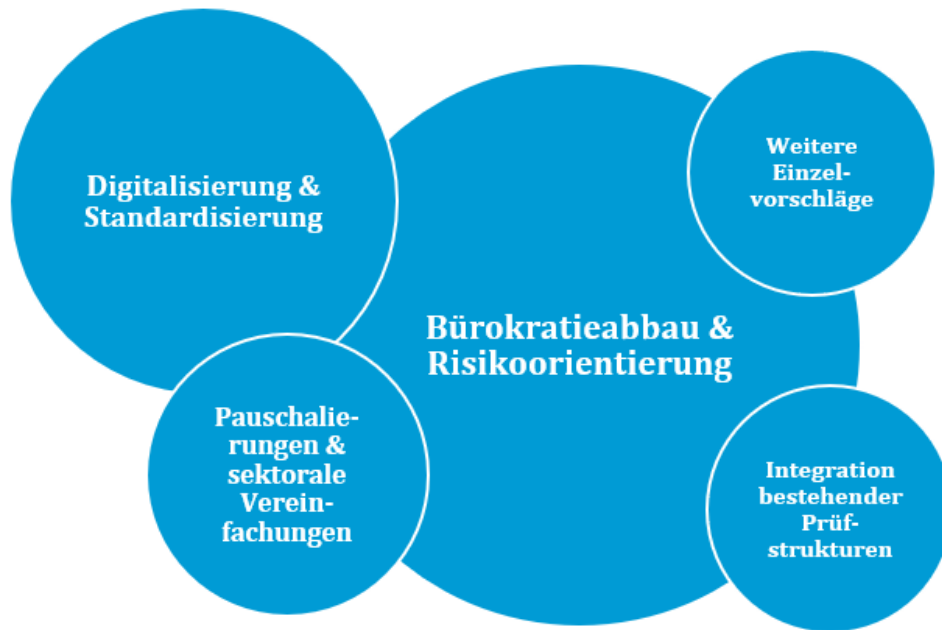 Digitalisierung &
Standardisierung
Weitere
Einzel-
vorschläge
Bürokratieabbau &
Risikoorientierung
Pauschalie-
rungen &
sektorale
Verein-
fachungen
Integration
bestehender
Prüf-
strukturen